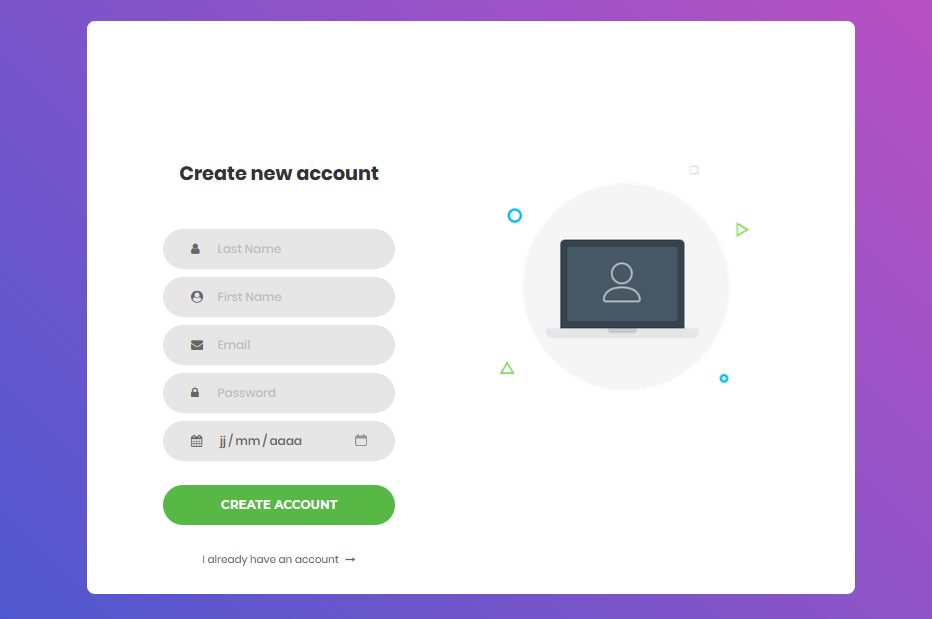 Create new account
Last Name
First Name
Email
Password
jj / mm / aaaa
CREATE ACCOUNT
I already have an account →